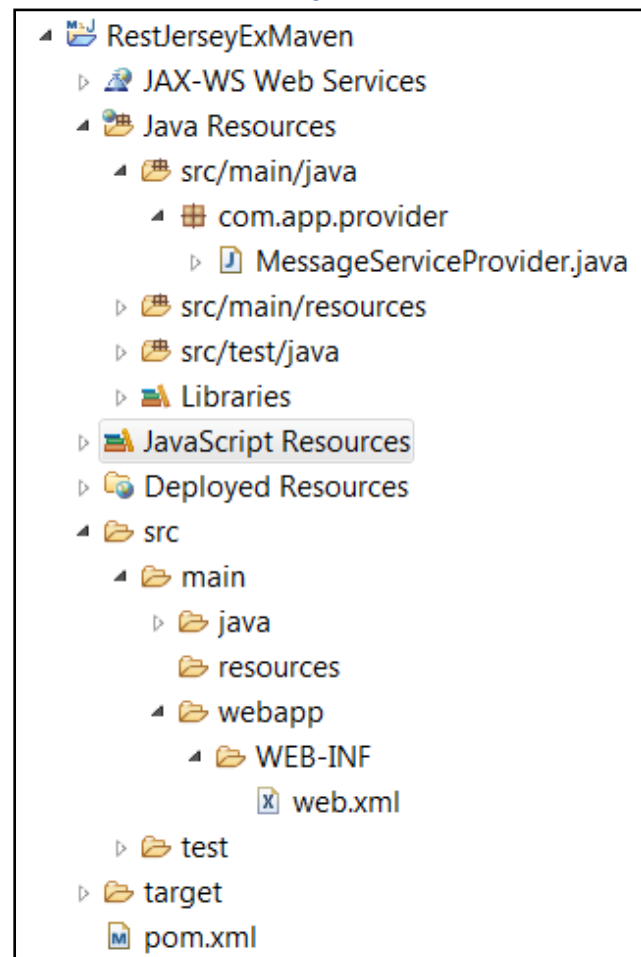 RestJerseyExMaven
JAX-WS Web Services
Java Resources
src/main/java
com.app.provider
MessageServiceProvider.java
src/main/resources
src/test/java
Libraries
JavaScript Resources
Deployed Resources
src
main
java
resources
webapp
WEB-INF
web.xml
test
target
pom.xml